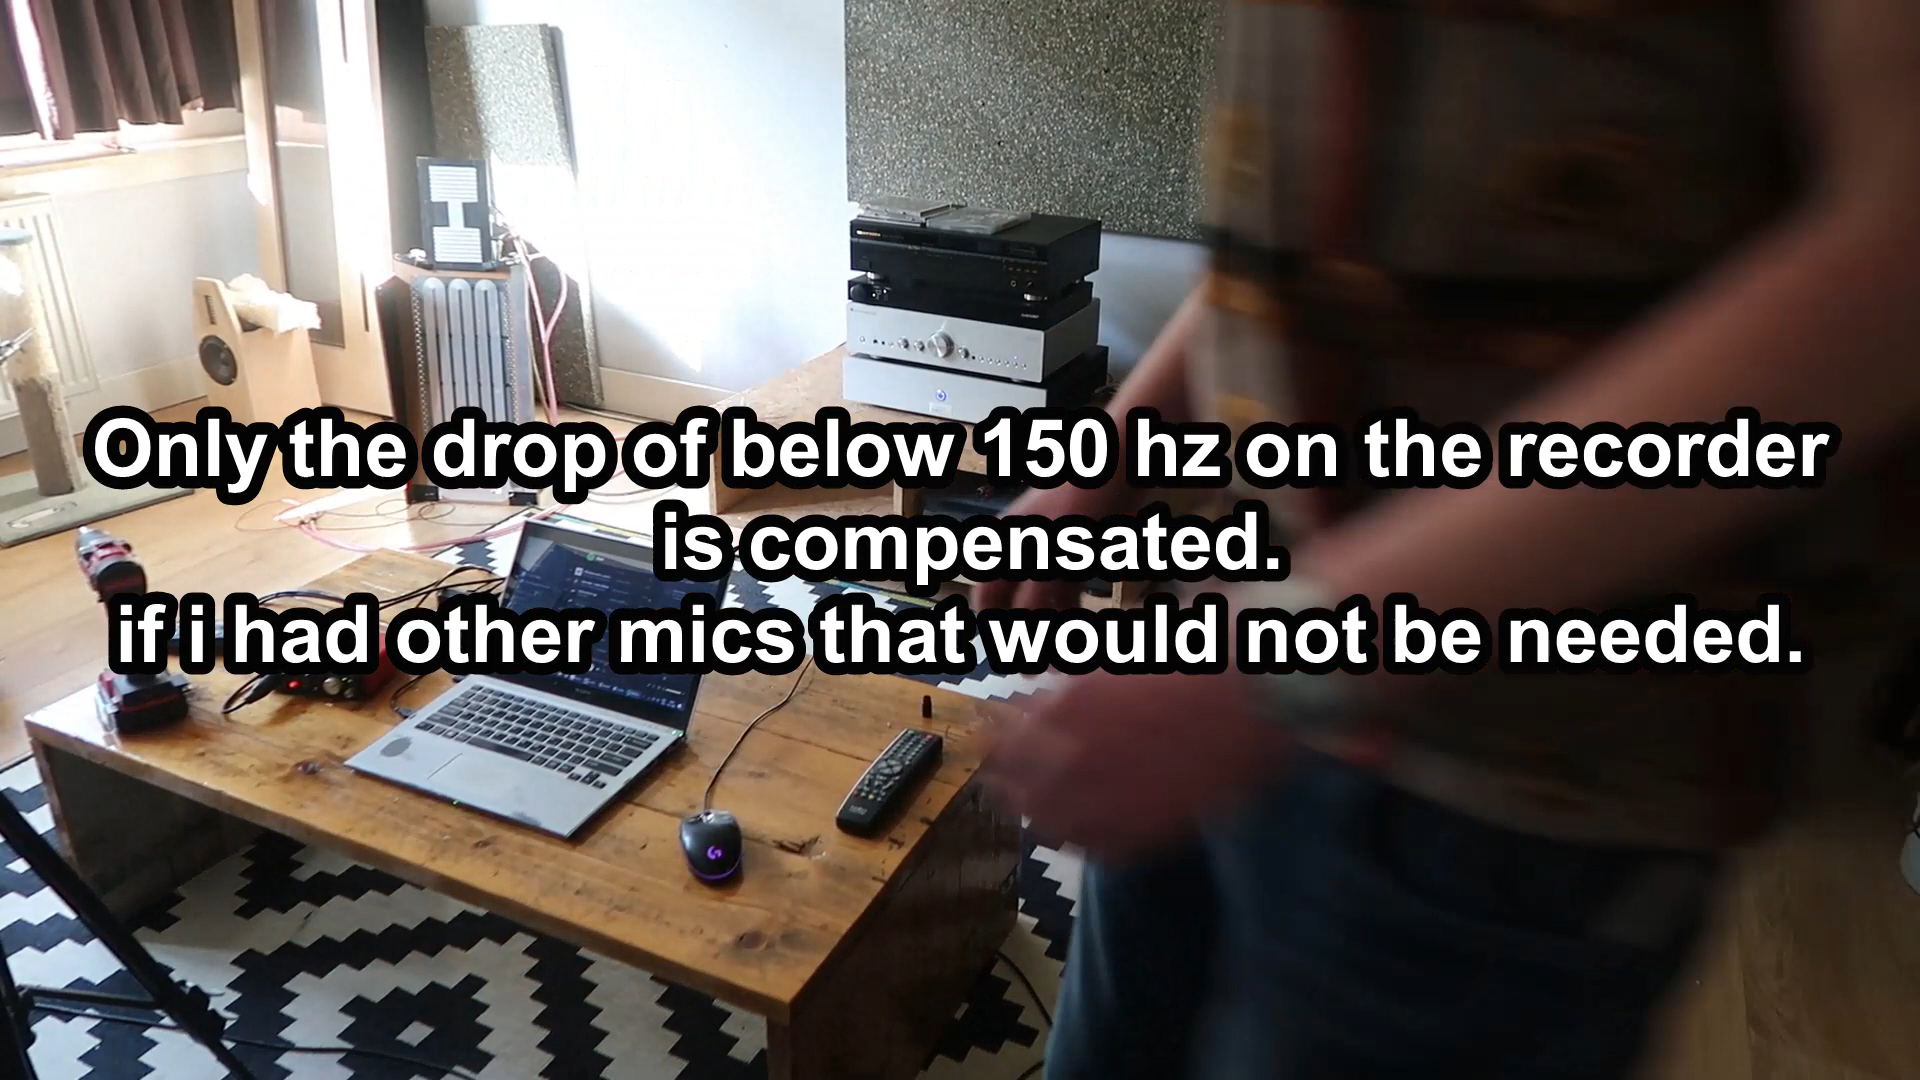 Only the drop of below 150 hz on the recorder
is compensated.
if i had other mics that would not be needed.